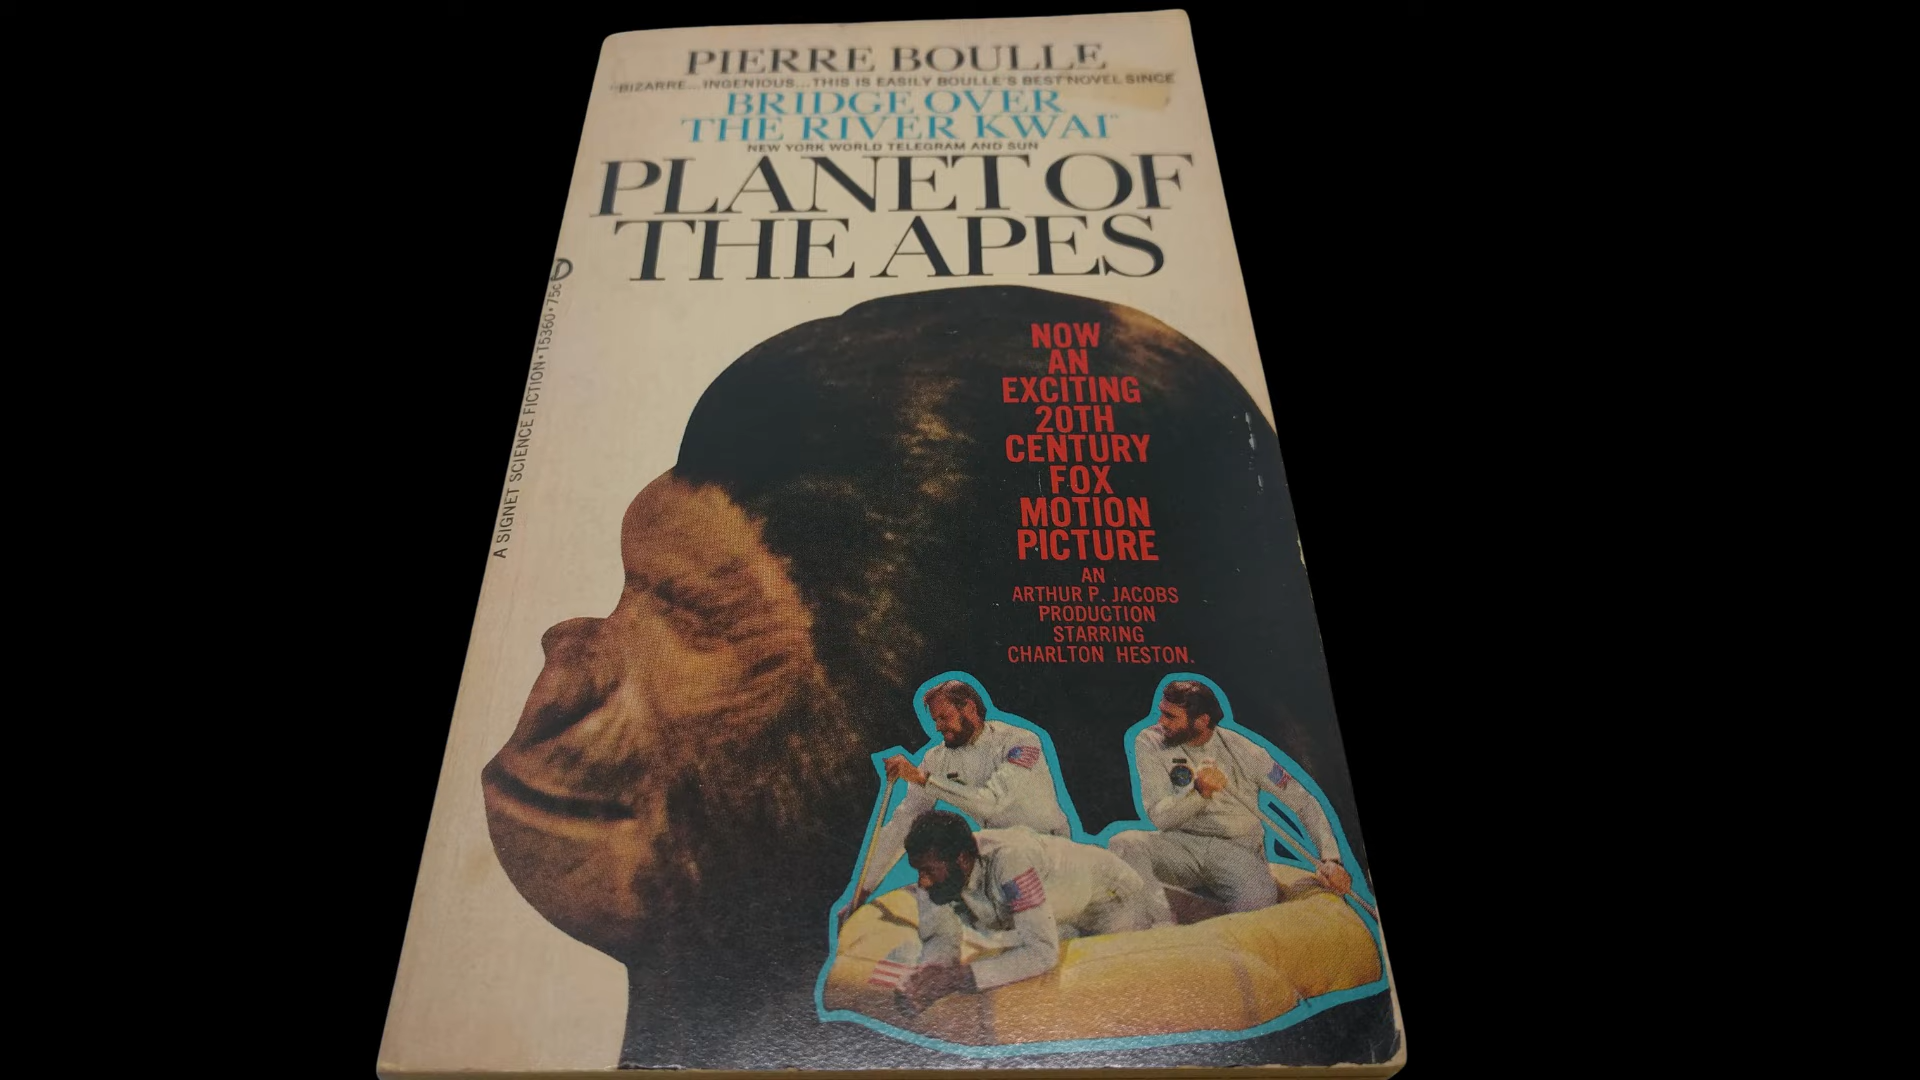 PIERRE BOULLE
"BIZARRE...INGENIOUS...THIS IS EASILY BOULLE'S BEST NOVEL SINCE
BRIDGE OVER
THE RIVER KWAI"
NEW YORK WORLD TELEGRAM AND SUN
PLANET OF
THE APES
A SIGNET SCIENCE FICTION • T5360 • 75c
NOW
AN
EXCITING
20TH
CENTURY
FOX
MOTION
PICTURE
AN
ARTHUR P. JACOBS
PRODUCTION
STARRING
CHARLTON HESTON.